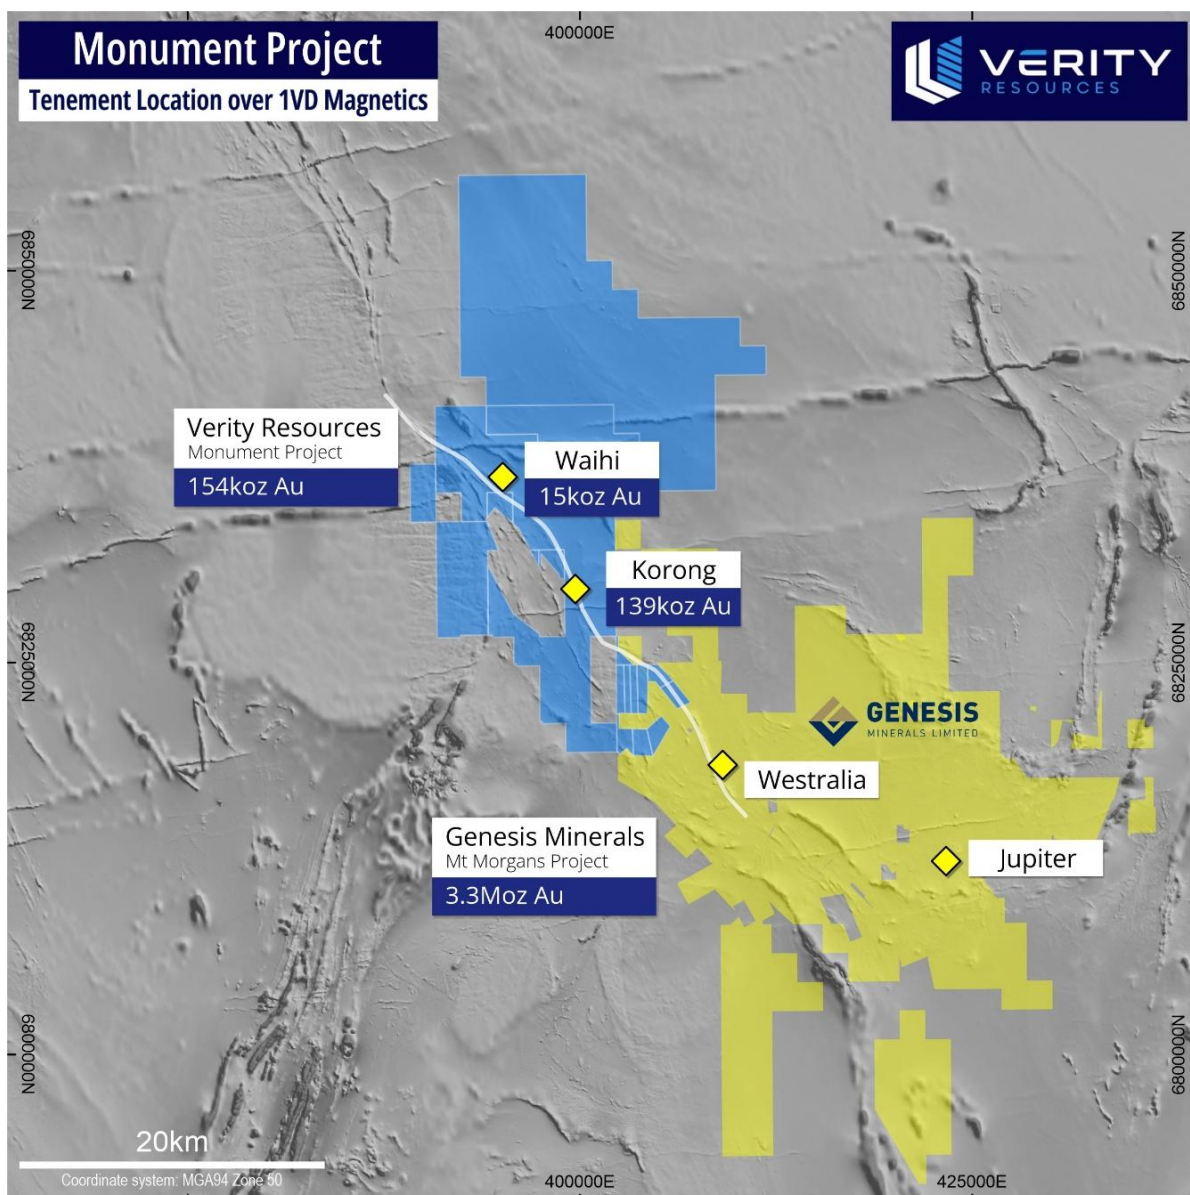 Monument Project
Tenement Location over 1VD Magnetics
400000E
VERITY
RESOURCES
6850000N
6850000N
Verity Resources
Monument Project
154koz Au
Waihi
15koz Au
Korong
139koz Au
6825000N
6825000N
GENESIS
MINERALS LIMITED
Westralia
Genesis Minerals
Mt Morgans Project
3.3Moz Au
Jupiter
6800000N
6800000N
20km
Coordinate system: MGA94 Zone 50
400000E
425000E